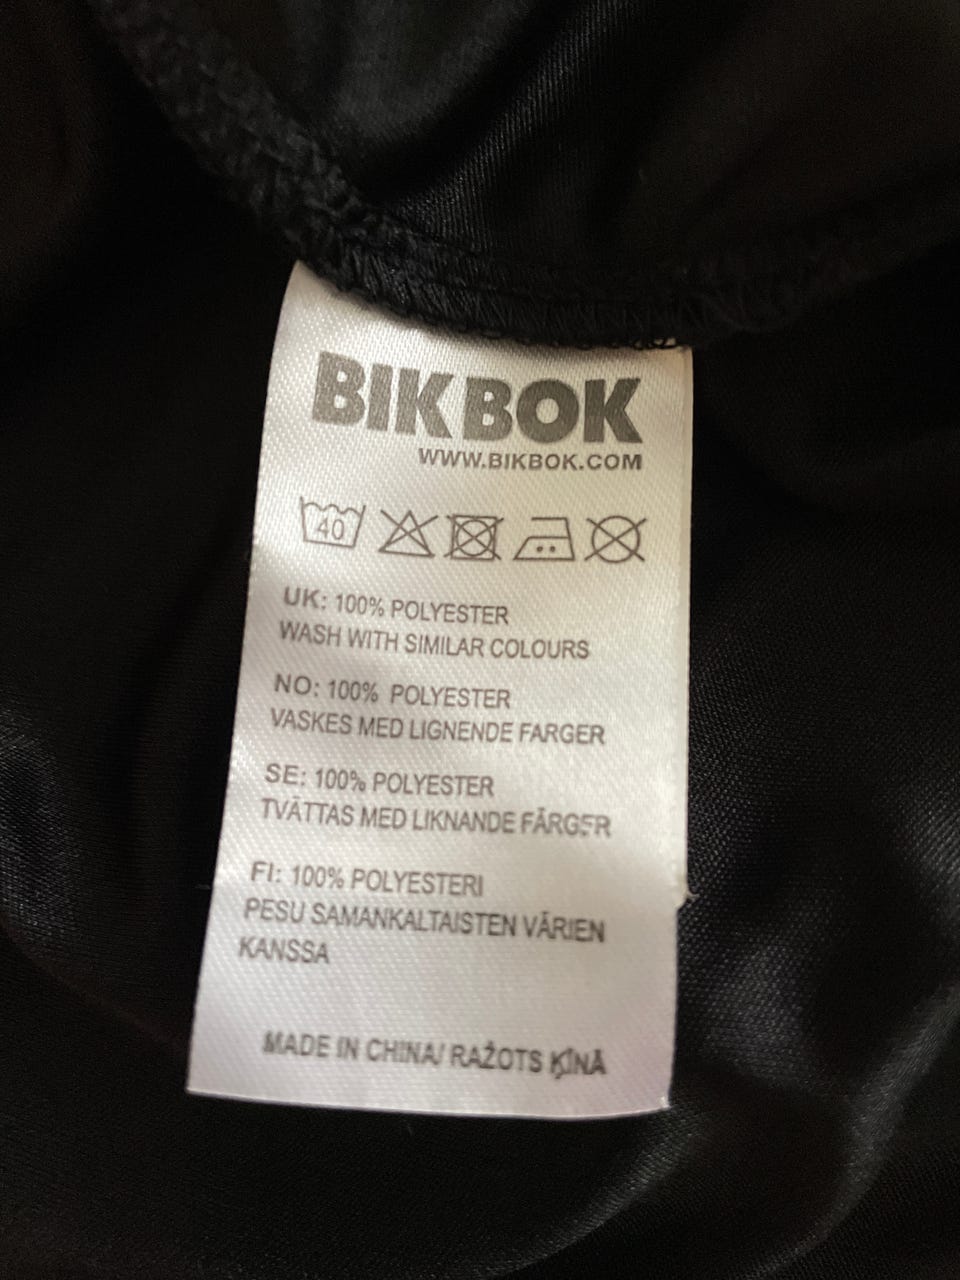 BIK BOK
WWW.BIKBOK.COM
40
UK: 100% POLYESTER
WASH WITH SIMILAR COLOURS
NO: 100% POLYESTER
VASKES MED LIGNENDE FARGER
SE: 100% POLYESTER
TVÄTTAS MED LIKNANDE FÄRGER
FI: 100% POLYESTERI
PESU SAMANKALTAISTEN VÄRIEN
KANSSA
MADE IN CHINA/ RAŽOTS ĶĪNĀ